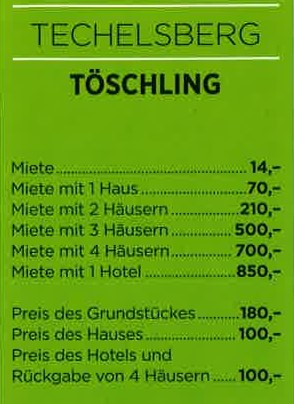 TECHELSBERG
TÖSCHLING
Miete.......................................14,–
Miete mit 1 Haus......................70,–
Miete mit 2 Häusern..............210,–
Miete mit 3 Häusern.............500,–
Miete mit 4 Häusern.............700,–
Miete mit 1 Hotel...................850,–
Preis des Grundstückes..........180,–
Preis des Hauses...................100,–
Preis des Hotels und
Rückgabe von 4 Häusern.....100,–